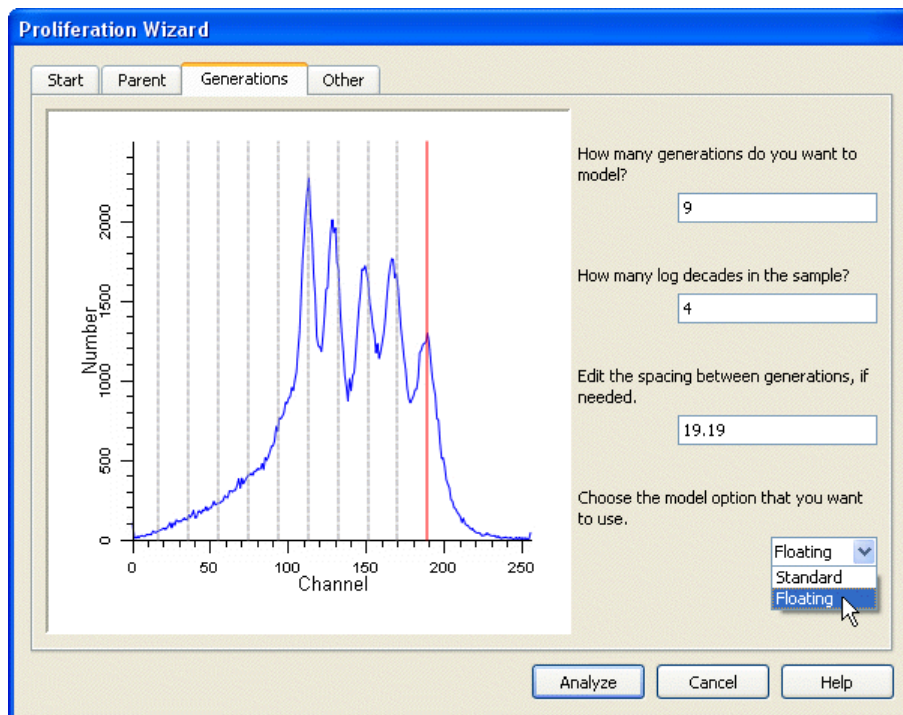 Proliferation Wizard
Start
Parent
Generations
Other
Number
0
500
1000
1500
2000
0
50
100
150
200
250
Channel
How many generations do you want to
model?
9
How many log decades in the sample?
4
Edit the spacing between generations, if
needed.
19.19
Choose the model option that you want
to use.
Floating
Standard
Floating
Analyze
Cancel
Help